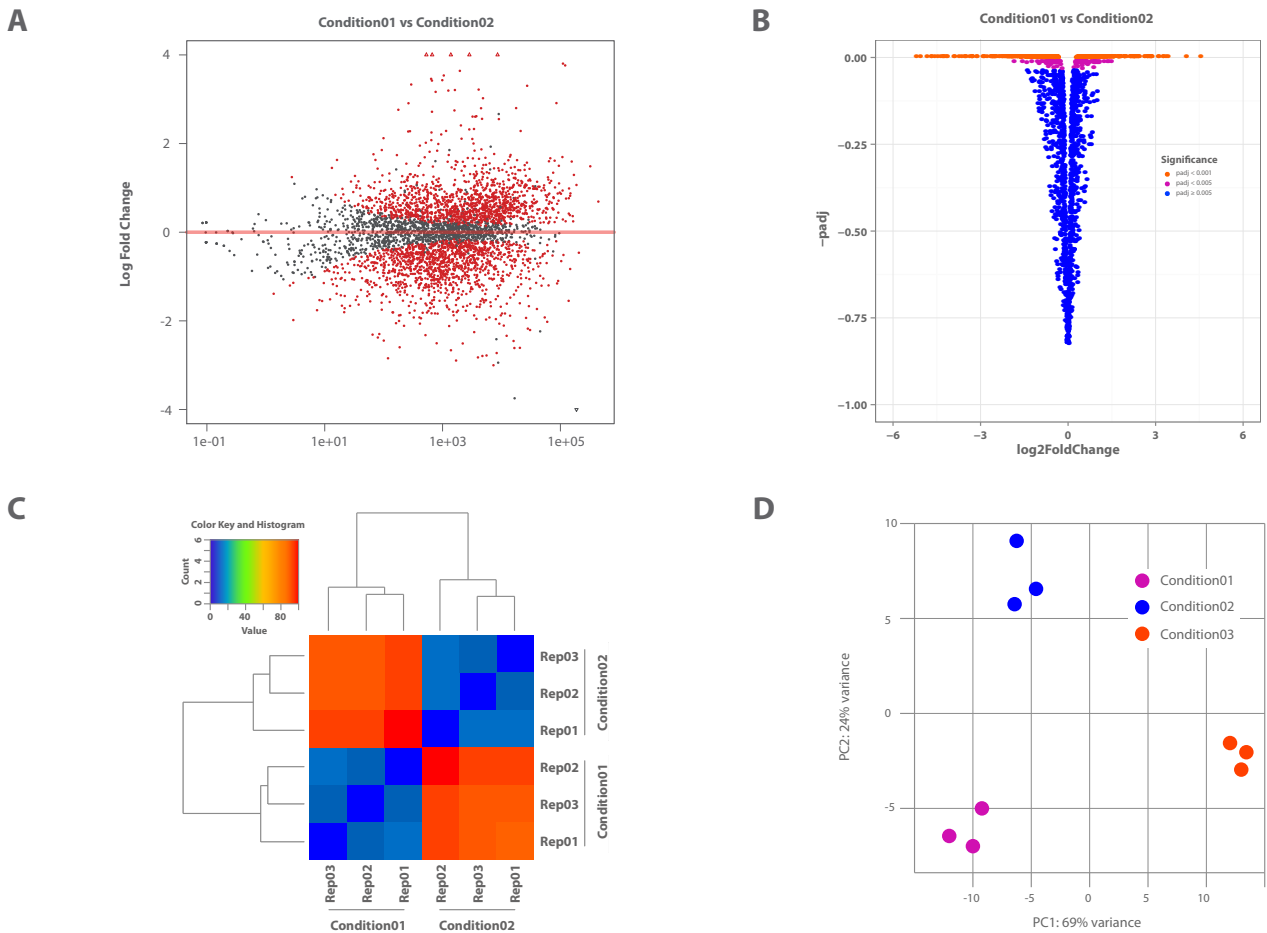 A
Condition01 vs Condition02
4
2
0
-2
-4
Log Fold Change
1e-01
1e+01
1e+03
1e+05
B
Condition01 vs Condition02
0.00
−0.25
−0.50
−0.75
−1.00
−padj
Significance
padj < 0.001
padj < 0.005
padj ≥ 0.005
−6
−3
0
3
6
log2FoldChange
C
Color Key and Histogram
6
4
2
0
Count
0
40
80
Value
Rep03
Rep02
Rep01
Condition02
Rep02
Rep03
Rep01
Condition01
Rep03
Rep02
Rep01
Rep02
Rep03
Rep01
Condition01
Condition02
D
10
5
0
-5
PC2: 24% variance
Condition01
Condition02
Condition03
-10
-5
0
5
10
PC1: 69% variance